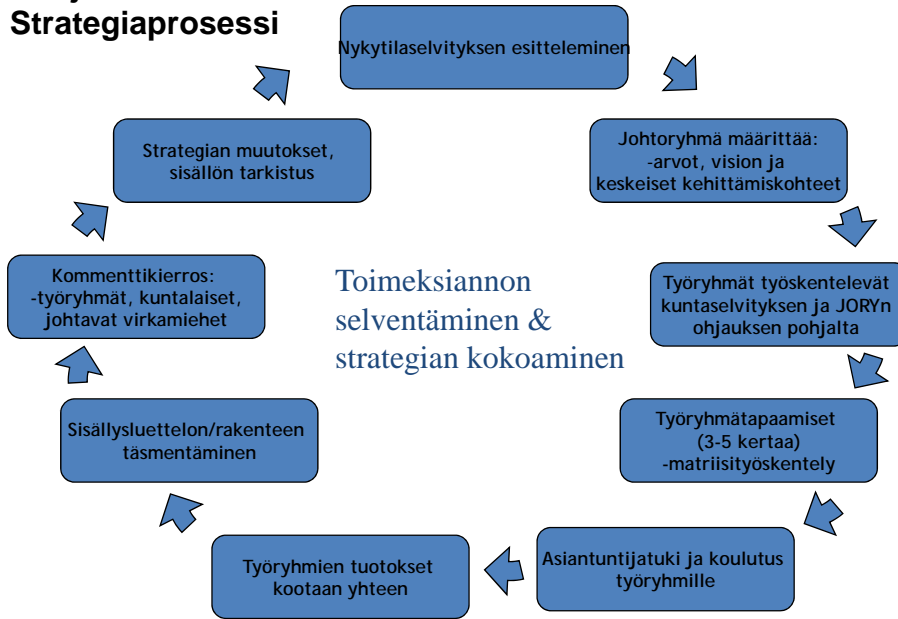 Strategiaprosessi
Nykytilaselvityksen esitteleminen
Johtoryhmä määrittää:
-arvot, vision ja
keskeiset kehittämiskohteet
Työryhmät työskentelevät
kuntaselvityksen ja JORYn
ohjauksen pohjalta
Työryhmätapaamiset
(3-5 kertaa)
-matriisityöskentely
Asiantuntijatuki ja koulutus
työryhmille
Työryhmien tuotokset
kootaan yhteen
Sisällysluettelon/rakenteen
täsmentäminen
Kommenttikierros:
-työryhmät, kuntalaiset,
johtavat virkamiehet
Strategian muutokset,
sisällön tarkistus
Toimeksiannon
selventäminen &
strategian kokoaminen